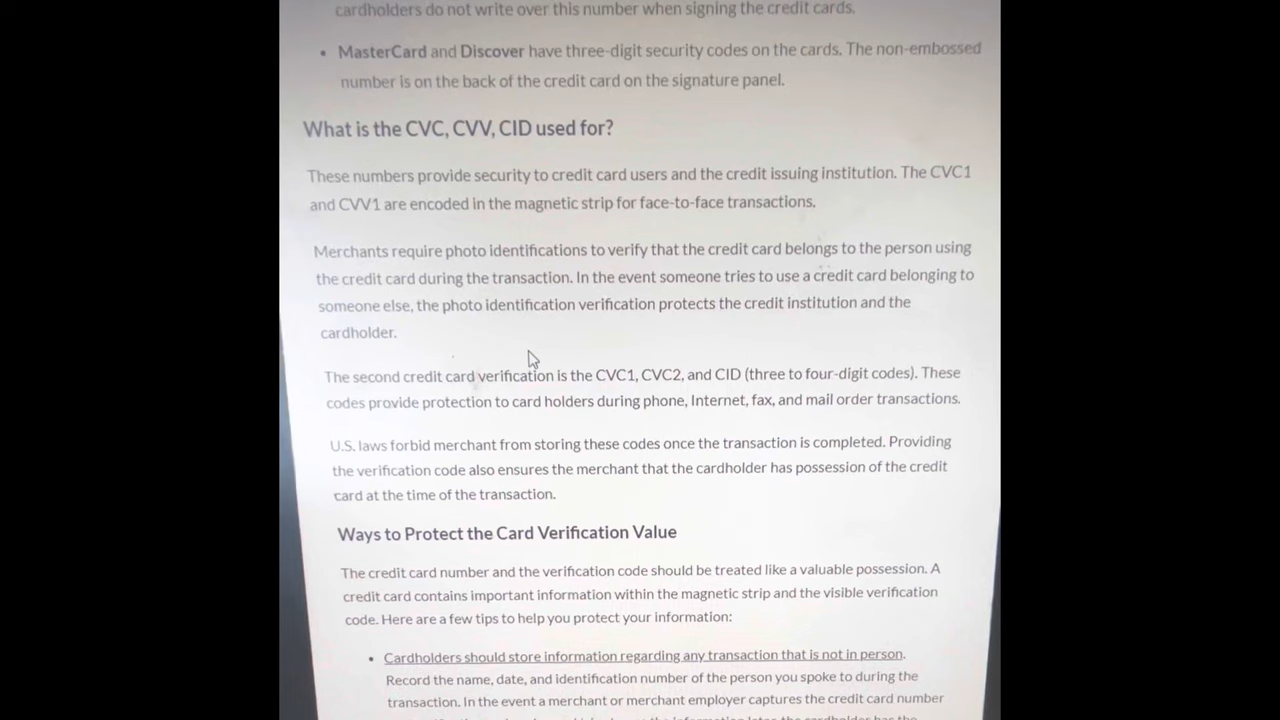 cardholders do not write over this number when signing the credit cards.
• MasterCard and Discover have three-digit security codes on the cards. The non-embossed
number is on the back of the credit card on the signature panel.
What is the CVC, CVV, CID used for?
These numbers provide security to credit card users and the credit issuing institution. The CVC1
and CVV1 are encoded in the magnetic strip for face-to-face transactions.
Merchants require photo identifications to verify that the credit card belongs to the person using
the credit card during the transaction. In the event someone tries to use a credit card belonging to
someone else, the photo identification verification protects the credit institution and the
cardholder.
The second credit card verification is the CVC1, CVC2, and CID (three to four-digit codes). These
codes provide protection to card holders during phone, Internet, fax, and mail order transactions.
U.S. laws forbid merchant from storing these codes once the transaction is completed. Providing
the verification code also ensures the merchant that the cardholder has possession of the credit
card at the time of the transaction.
Ways to Protect the Card Verification Value
The credit card number and the verification code should be treated like a valuable possession. A
credit card contains important information within the magnetic strip and the visible verification
code. Here are a few tips to help you protect your information:
• Cardholders should store information regarding any transaction that is not in person.
Record the name, date, and identification number of the person you spoke to during the
transaction. In the event a merchant or merchant employer captures the credit card number